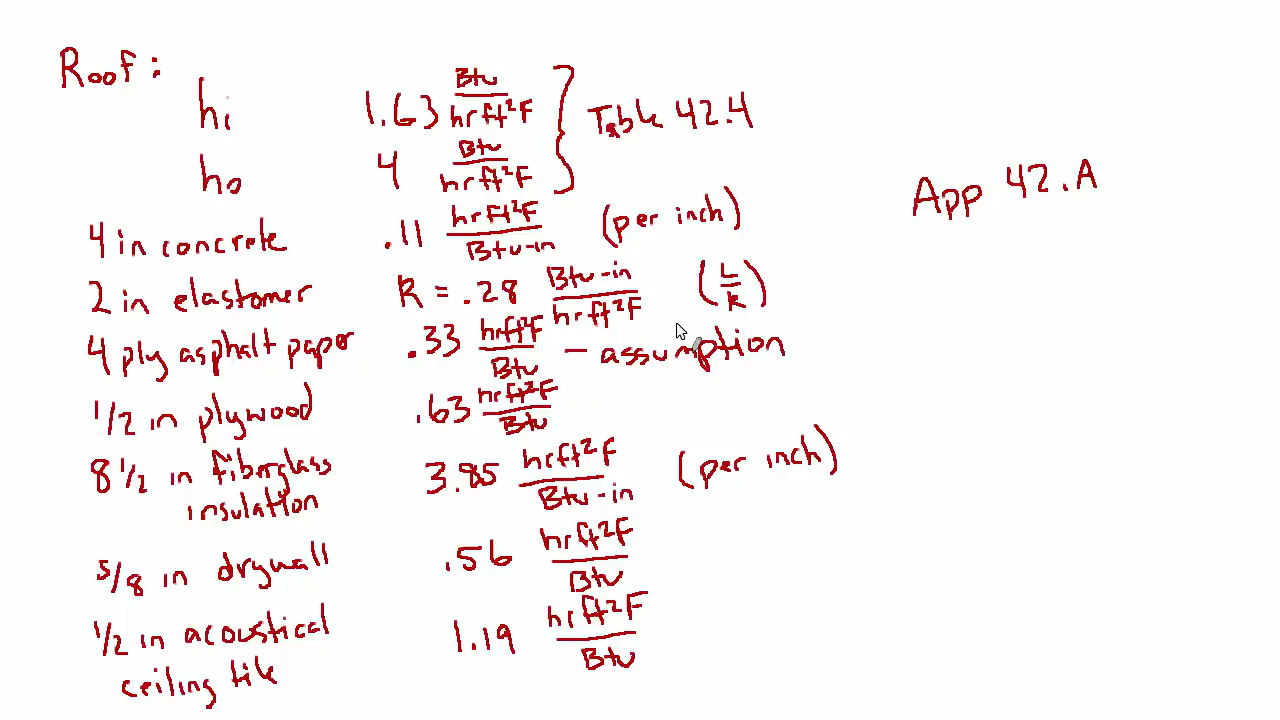 Roof:
hi 1.63 Btu/hrft²F
Table 42.4
ho 4 Btu/hrft²F
App 42.A
4 in concrete .11 hrft²F/Btu-in (per inch)
2 in elastomer k = .28 Btu-in/hrft²F (L/k)
4 ply asphalt paper .33 hrft²F/Btu – assumption
1/2 in plywood .63 hrft²F/Btu
8 1/2 in fiberglass insulation 3.85 hrft²F/Btu-in (per inch)
5/8 in drywall .56 hrft²F/Btu
1/2 in acoustical ceiling tile 1.19 hrft²F/Btu